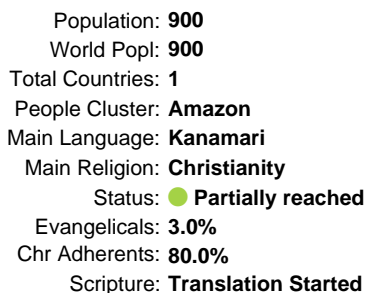 Population: 900
World Popl: 900
Total Countries: 1
People Cluster: Amazon
Main Language: Kanamari
Main Religion: Christianity
Status: Partially reached
Evangelicals: 3.0%
Chr Adherents: 80.0%
Scripture: Translation Started